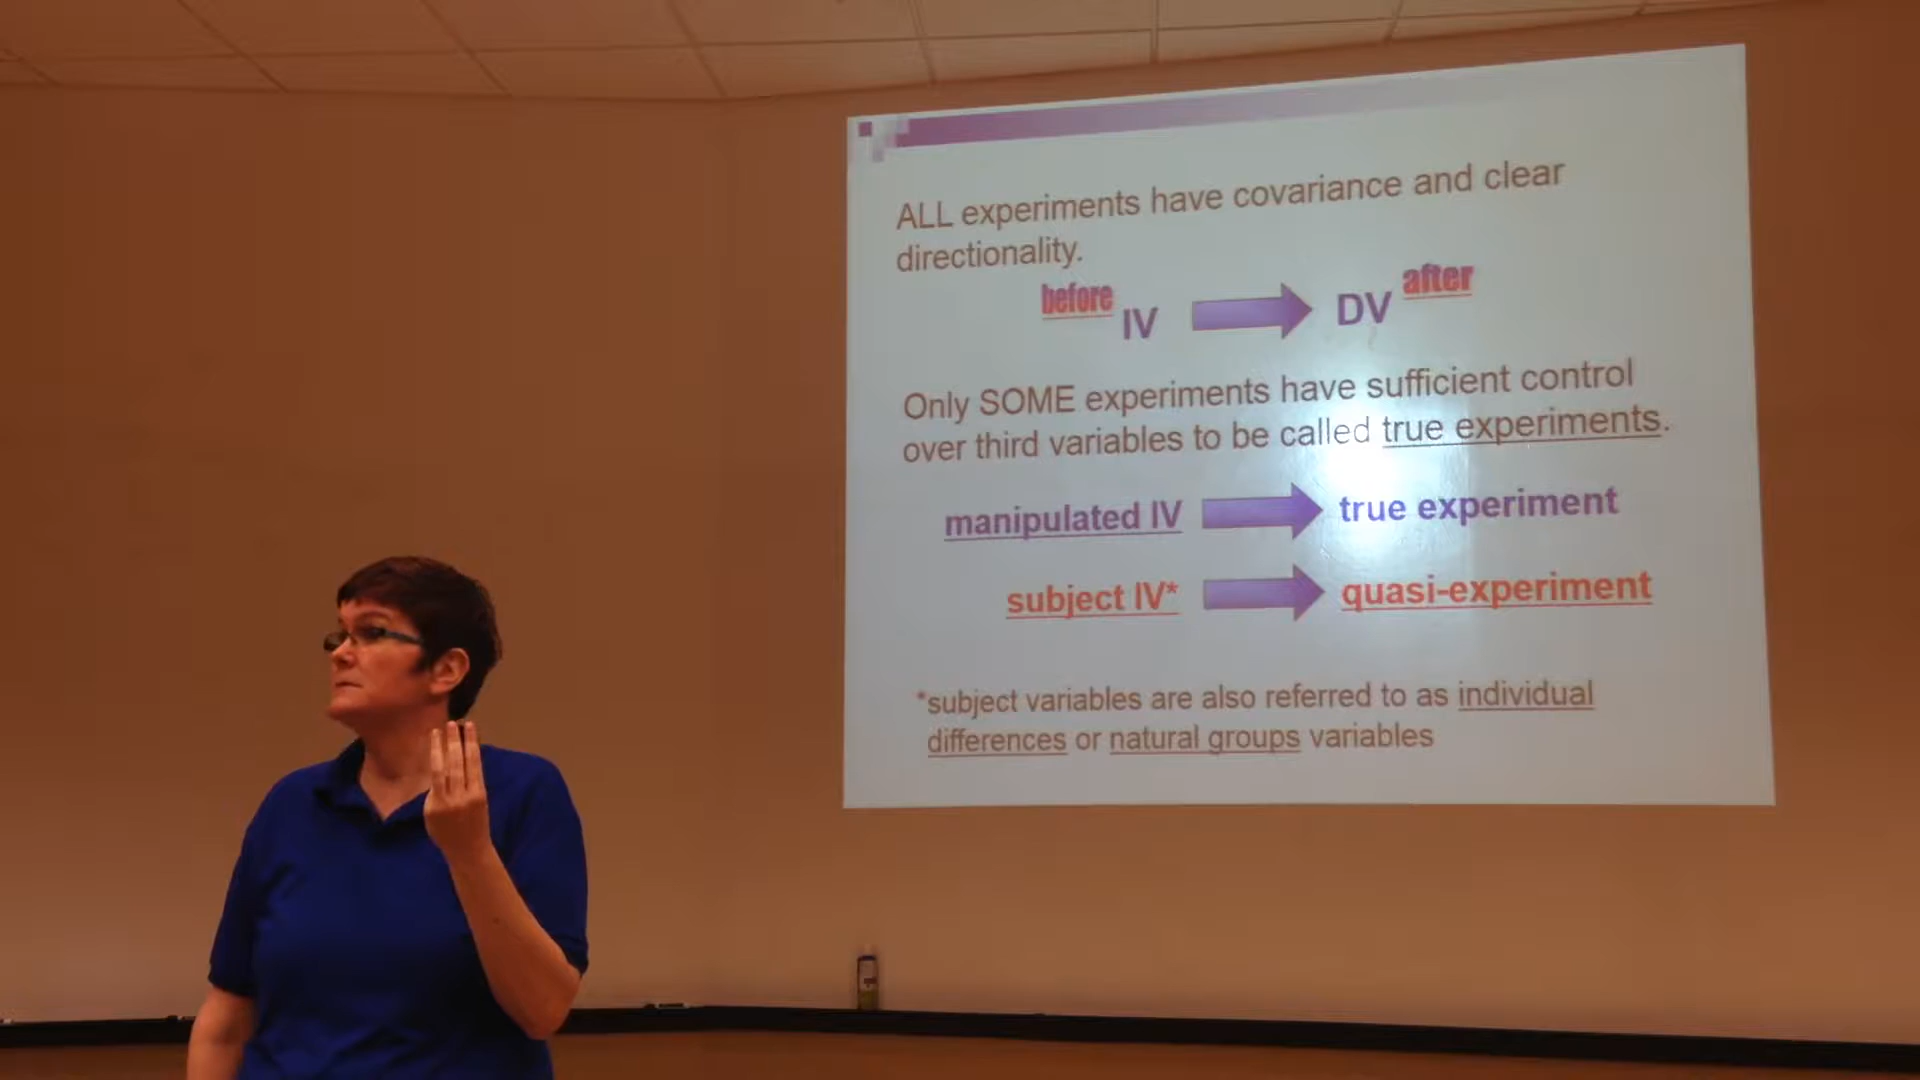 ALL experiments have covariance and clear
directionality.
before IV DV after
Only SOME experiments have sufficient control
over third variables to be called true experiments.
manipulated IV true experiment
subject IV* quasi-experiment
*subject variables are also referred to as individual
differences or natural groups variables